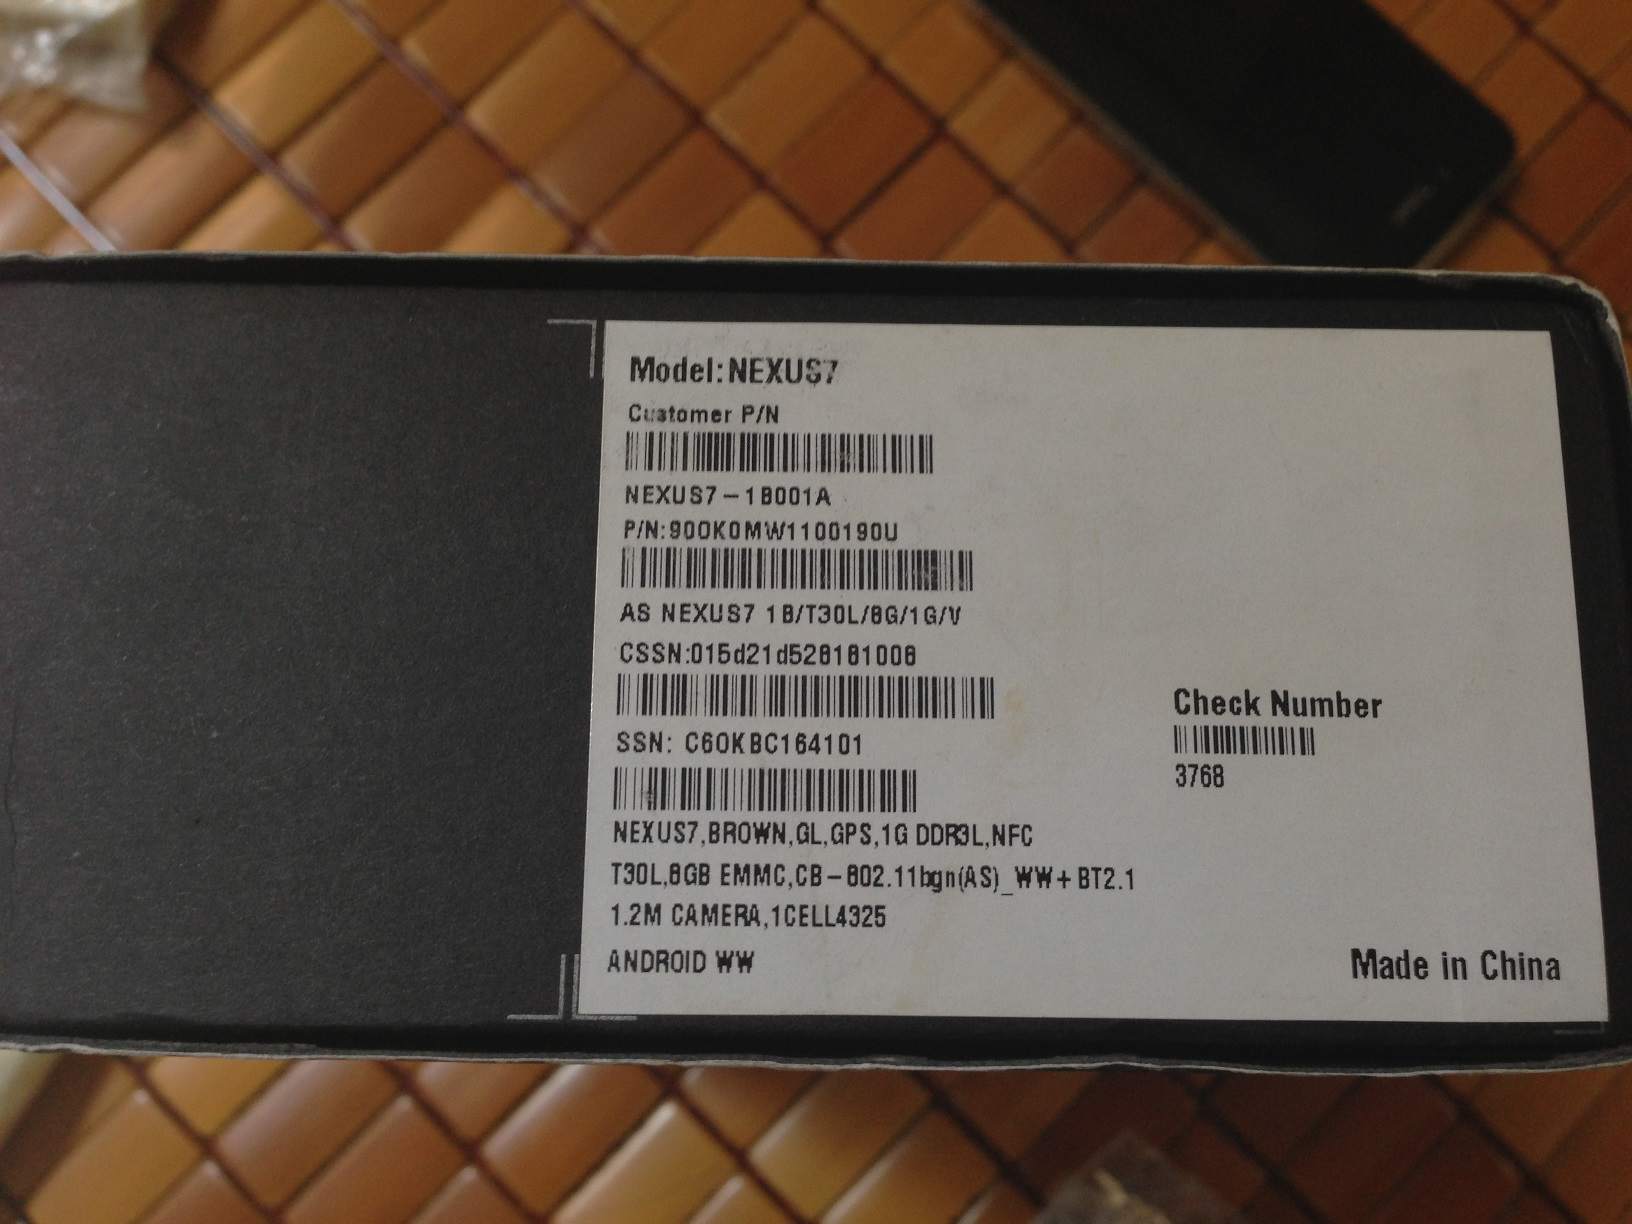 Model:NEXUS7
Customer P/N
NEXUS7-1B001A
P/N:90OK0MW1100190U
AS NEXUS7 1B/T30L/8G/1G/V
CSSN:015d21d528181008
SSN: C6OKBC164101
Check Number
3768
NEXUS7,BROWN,GL,GPS,1G DDR3L,NFC
T30L,8GB EMMC,CB-802.11bgn(AS)_WW+BT2.1
1.2M CAMERA,1CELL4325
ANDROID WW
Made in China